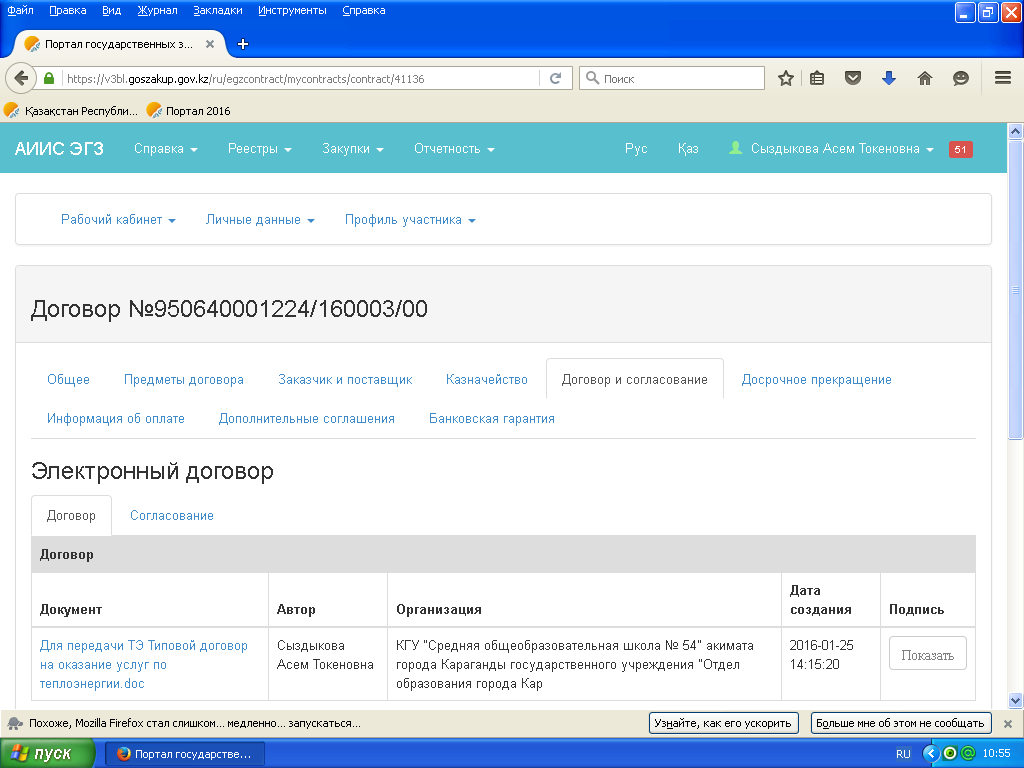 Файл Правка Вид Журнал Закладки Инструменты Справка
Портал государственных з...
https://v3bl.goszakup.gov.kz/ru/egzcontract/mycontracts/contract/41136
Поиск
Қазақстан Республи... Портал 2016
АИИС ЭГЗ Справка Реестры Закупки Отчетность Рус Қаз Сыздыкова Асем Токеновна 51
Рабочий кабинет Личные данные Профиль участника
Договор №950640001224/160003/00
Общее Предметы договора Заказчик и поставщик Казначейство Договор и согласование Досрочное прекращение
Информация об оплате Дополнительные соглашения Банковская гарантия
Электронный договор
Договор Согласование
Договор
Документ Автор Организация Дата создания Подпись
Для передачи ТЭ Типовой договор
на оказание услуг по
теплоэнергии.doc
Сыздыкова
Асем Токеновна
КГУ "Средняя общеобразовательная школа № 54" акимата
города Караганды государственного учреждения "Отдел
образования города Кар
2016-01-25
14:15:20
Показать
Похоже, Mozilla Firefox стал слишком... медленно... запускаться...
Узнайте, как его ускорить
Больше мне об этом не сообщать
пуск
Портал государстве...
RU
10:55